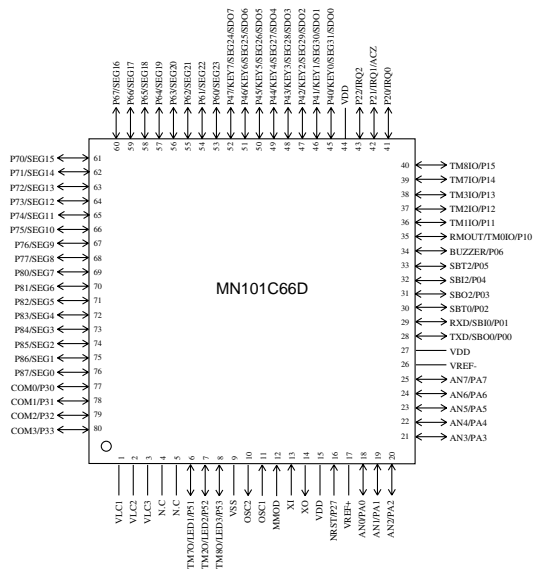 P67/SEG16
P66/SEG17
P65/SEG18
P64/SEG19
P63/SEG20
P62/SEG21
P61/SEG22
P60/SEG23
P47/KEY7/SEG24/SDO7
P46/KEY6/SEG25/SDO6
P45/KEY5/SEG26/SDO5
P44/KEY4/SEG27/SDO4
P43/KEY3/SEG28/SDO3
P42/KEY2/SEG29/SDO2
P41/KEY1/SEG30/SDO1
P40/KEY0/SEG31/SDO0
VDD
P22/IRQ2
P21/IRQ1/ACZ
P20/IRQ0
60 59 58 57 56 55 54 53 52 51 50 49 48 47 46 45 44 43 42 41
P70/SEG15 61
P71/SEG14 62
P72/SEG13 63
P73/SEG12 64
P74/SEG11 65
P75/SEG10 66
P76/SEG9 67
P77/SEG8 68
P80/SEG7 69
P81/SEG6 70
P82/SEG5 71
P83/SEG4 72
P84/SEG3 73
P85/SEG2 74
P86/SEG1 75
P87/SEG0 76
COM0/P30 77
COM1/P31 78
COM2/P32 79
COM3/P33 80
MN101C66D
40 TM8IO/P15
39 TM7IO/P14
38 TM3IO/P13
37 TM2IO/P12
36 TM1IO/P11
35 RMOUT/TM0IO/P10
34 BUZZER/P06
33 SBT2/P05
32 SBI2/P04
31 SBO2/P03
30 SBT0/P02
29 RXD/SBI0/P01
28 TXD/SBO0/P00
27 VDD
26 VREF-
25 AN7/PA7
24 AN6/PA6
23 AN5/PA5
22 AN4/PA4
21 AN3/PA3
1 2 3 4 5 6 7 8 9 10 11 12 13 14 15 16 17 18 19 20
VLC1
VLC2
VLC3
N.C
N.C
TM7O/LED1/P51
TM2O/LED2/P52
TM8O/LED3/P53
VSS
OSC2
OSC1
MMOD
XI
XO
VDD
NRST/P27
VREF+
AN0/PA0
AN1/PA1
AN2/PA2